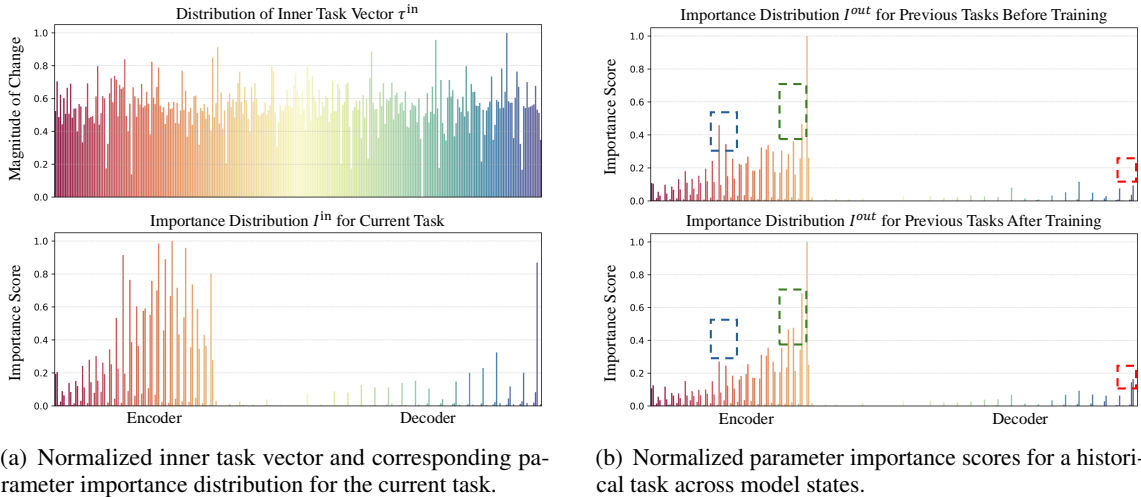 Distribution of Inner Task Vector τ^in
Magnitude of Change
1.0
0.8
0.6
0.4
0.2
0.0
Importance Distribution I^in for Current Task
Importance Score
1.0
0.8
0.6
0.4
0.2
0.0
Encoder
Decoder
(a) Normalized inner task vector and corresponding pa-
rameter importance distribution for the current task.
Importance Distribution I^out for Previous Tasks Before Training
Importance Score
1.0
0.8
0.6
0.4
0.2
0.0
Importance Distribution I^out for Previous Tasks After Training
Importance Score
1.0
0.8
0.6
0.4
0.2
0.0
Encoder
Decoder
(b) Normalized parameter importance scores for a histori-
cal task across model states.